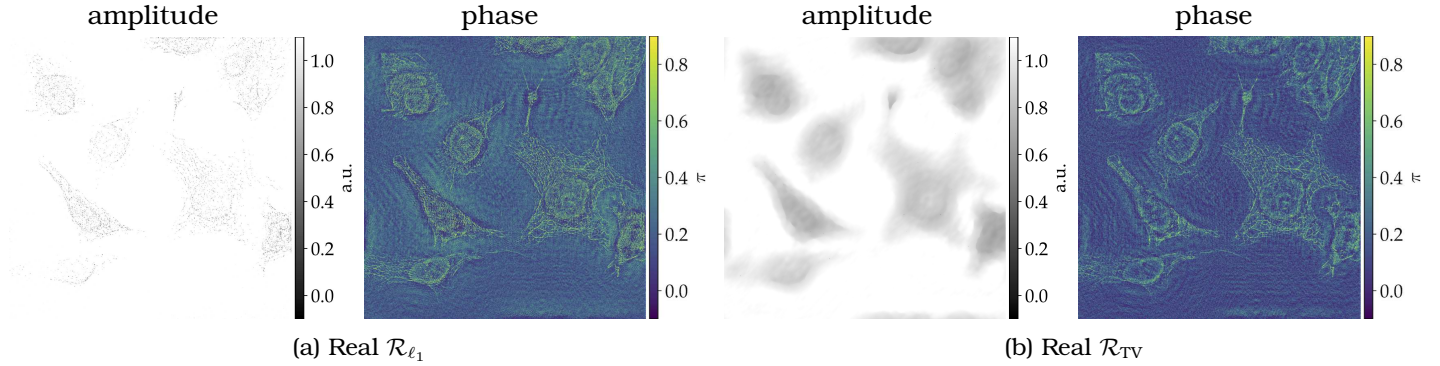 amplitude phase amplitude phase
1.0 0.8 0.6 0.4 0.2 0.0 a.u.
0.8 0.6 0.4 0.2 0.0 π
1.0 0.8 0.6 0.4 0.2 0.0 a.u.
0.8 0.6 0.4 0.2 0.0 π
(a) Real ℛℓ₁
(b) Real ℛTV